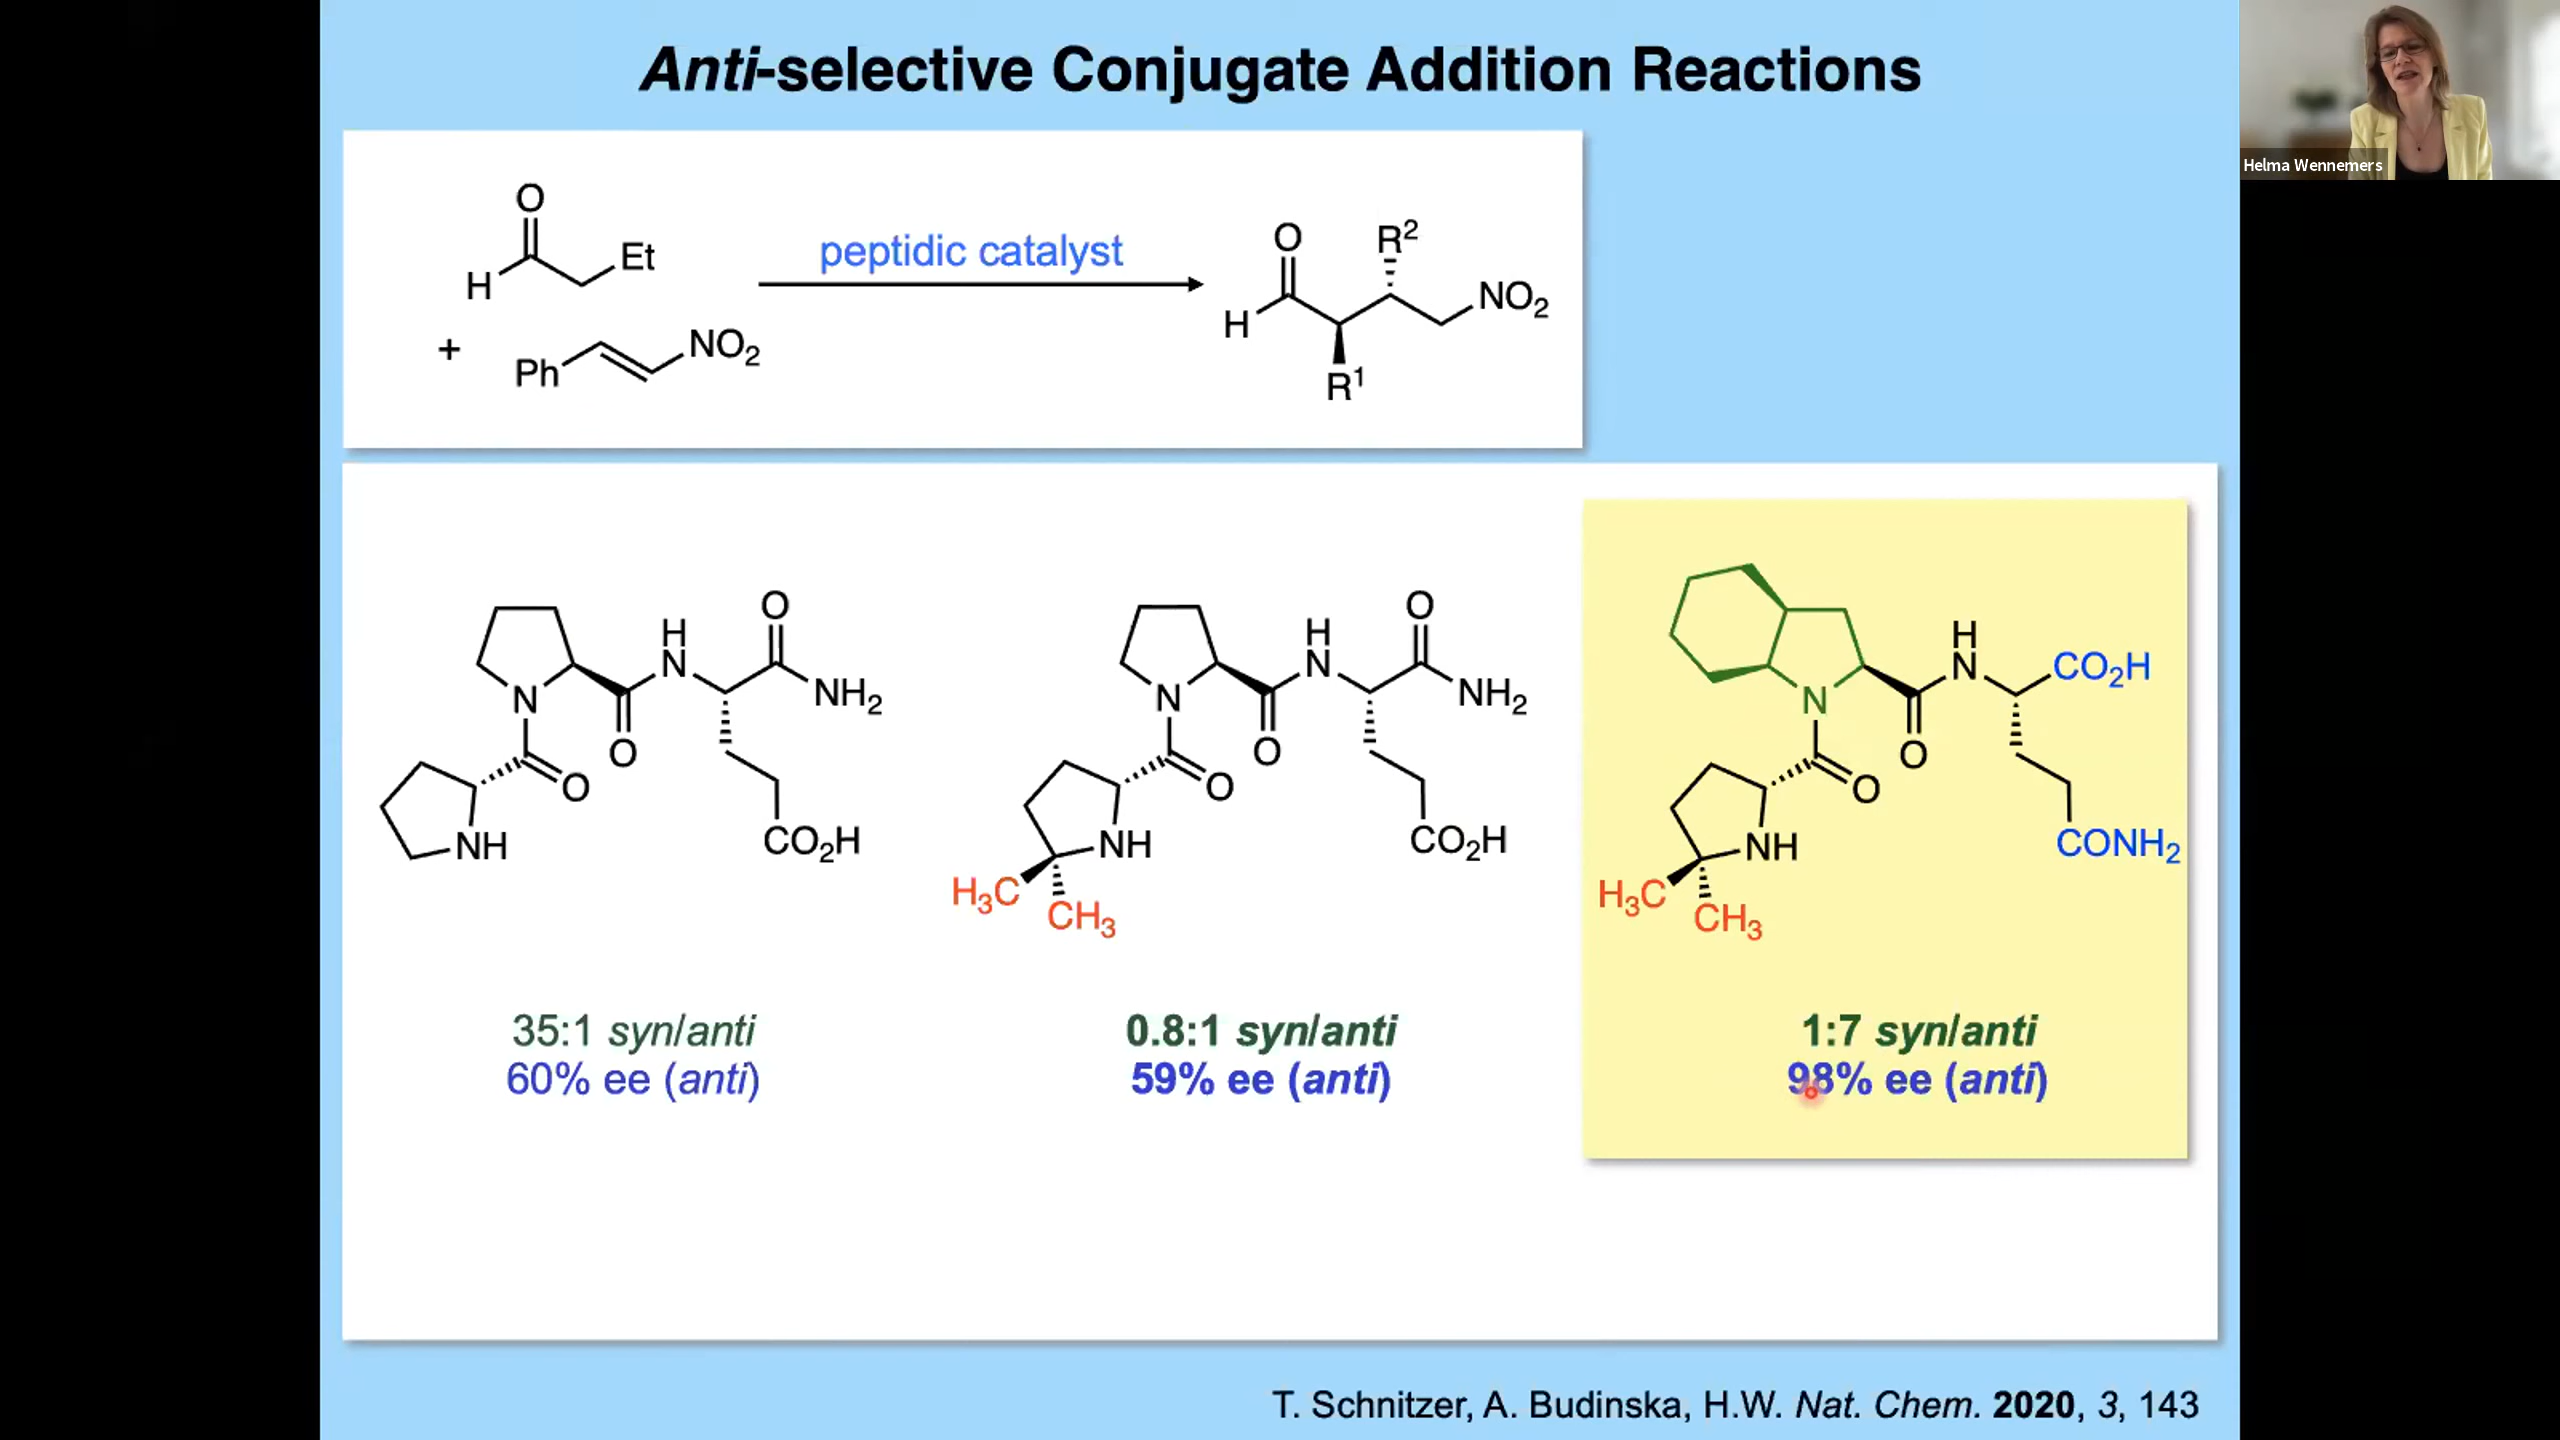 Anti-selective Conjugate Addition Reactions
Helma Wennemers
O
H
Et
+
Ph
NO2
peptidic catalyst
O
H
R2
R1
NO2
N
O
H
N
O
O
NH2
NH
CO2H
35:1 syn/anti
60% ee (anti)
N
O
H
N
O
O
NH2
NH
H3C
CH3
CO2H
0.8:1 syn/anti
59% ee (anti)
N
O
H
N
O
CO2H
NH
H3C
CH3
CONH2
1:7 syn/anti
98% ee (anti)
T. Schnitzer, A. Budinska, H.W. Nat. Chem. 2020, 3, 143